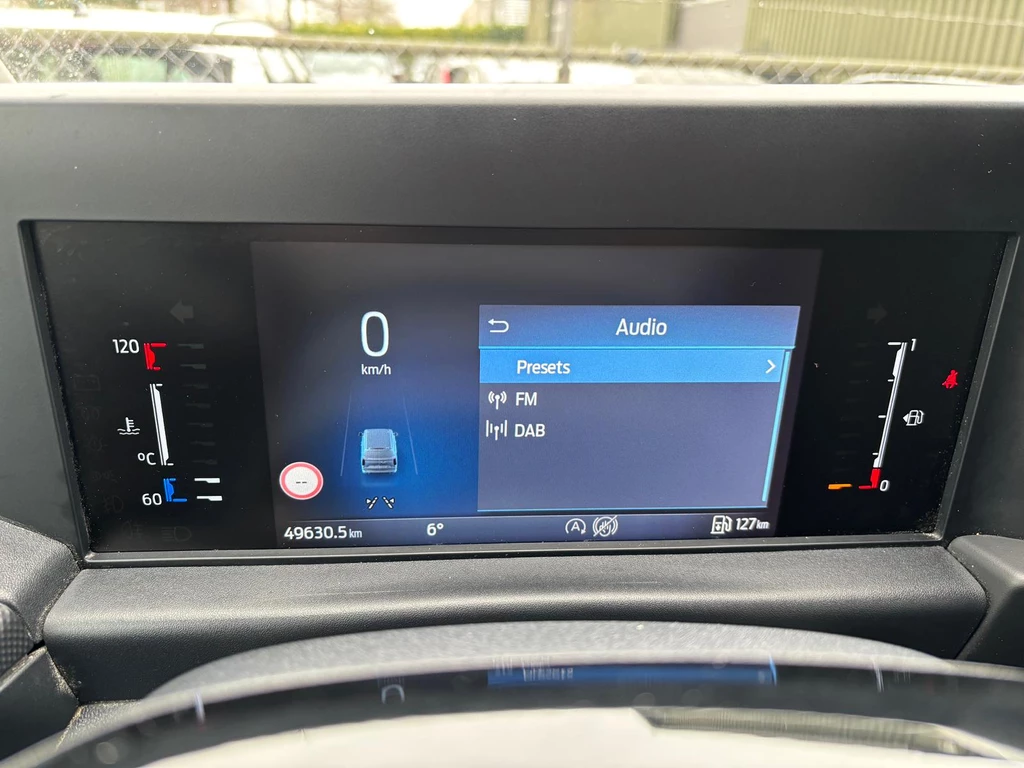 0
km/h
Audio
Presets
FM
DAB
120
°C
60
1
0
--
49630.5 km
6°
A
127 km